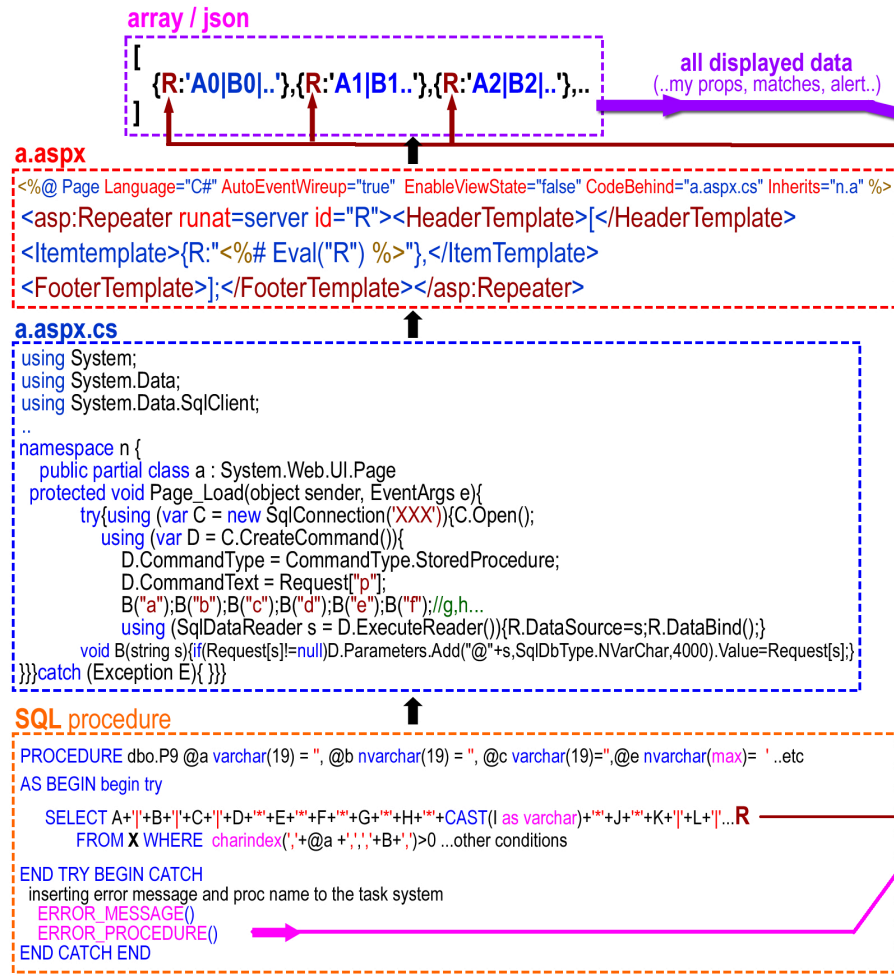 array / json
[
{R:'A0|B0|..'},{R:'A1|B1..'},{R:'A2|B2|..'},..
]
all displayed data
(..my props, matches, alert..)
a.aspx
<%@ Page Language="C#" AutoEventWireup="true" EnableViewState="false" CodeBehind="a.aspx.cs" Inherits="n.a" %>
<asp:Repeater runat=server id="R"><HeaderTemplate>[</HeaderTemplate>
<Itemtemplate>{R:"<%# Eval("R") %>"},</ItemTemplate>
<FooterTemplate>];</FooterTemplate></asp:Repeater>
a.aspx.cs
using System;
using System.Data;
using System.Data.SqlClient;
..
namespace n {
public partial class a : System.Web.UI.Page
protected void Page_Load(object sender, EventArgs e){
try{using (var C = new SqlConnection('XXX')){C.Open();
using (var D = C.CreateCommand()){
D.CommandType = CommandType.StoredProcedure;
D.CommandText = Request["p"];
B("a");B("b");B("c");B("d");B("e");B("f");//g,h...
using (SqlDataReader s = D.ExecuteReader()){R.DataSource=s;R.DataBind();}
void B(string s){if(Request[s]!=null)D.Parameters.Add("@"+s,SqlDbType.NVarChar,4000).Value=Request[s];}
}}}catch (Exception E){ }}}
SQL procedure
PROCEDURE dbo.P9 @a varchar(19) = '', @b nvarchar(19) = '', @c varchar(19)='',@e nvarchar(max)= ' ..etc
AS BEGIN begin try
SELECT A+'|'+B+'|'+C+'|'+D+'*'+E+'*'+F+'*'+G+'*'+H+'*'+CAST(I as varchar)+'*'+J+'*'+K+'|'+L+'|'...R
FROM X WHERE charindex(','+@a +',',','+B+',')>0 ...other conditions
END TRY BEGIN CATCH
inserting error message and proc name to the task system
ERROR_MESSAGE()
ERROR_PROCEDURE()
END CATCH END